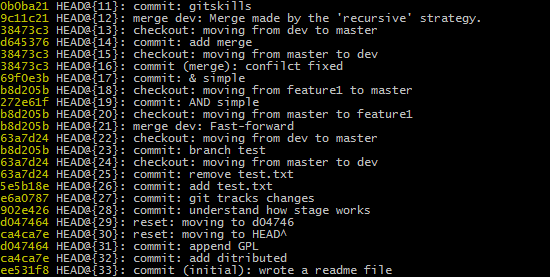 0b0ba21 HEAD@{11}: commit: gitskills
9c11c21 HEAD@{12}: merge dev: Merge made by the 'recursive' strategy.
38473c3 HEAD@{13}: checkout: moving from dev to master
d645376 HEAD@{14}: commit: add merge
38473c3 HEAD@{15}: checkout: moving from master to dev
38473c3 HEAD@{16}: commit (merge): confilct fixed
69f0e3b HEAD@{17}: commit: & simple
b8d205b HEAD@{18}: checkout: moving from feature1 to master
272e61f HEAD@{19}: commit: AND simple
b8d205b HEAD@{20}: checkout: moving from master to feature1
b8d205b HEAD@{21}: merge dev: Fast-forward
63a7d24 HEAD@{22}: checkout: moving from dev to master
b8d205b HEAD@{23}: commit: branch test
63a7d24 HEAD@{24}: checkout: moving from master to dev
63a7d24 HEAD@{25}: commit: remove test.txt
5e5b18e HEAD@{26}: commit: add test.txt
e6a0787 HEAD@{27}: commit: git tracks changes
902e426 HEAD@{28}: commit: understand how stage works
d047464 HEAD@{29}: reset: moving to d04746
ca4ca7e HEAD@{30}: reset: moving to HEAD^
d047464 HEAD@{31}: commit: append GPL
ca4ca7e HEAD@{32}: commit: add ditributed
ee531f8 HEAD@{33}: commit (initial): wrote a readme file